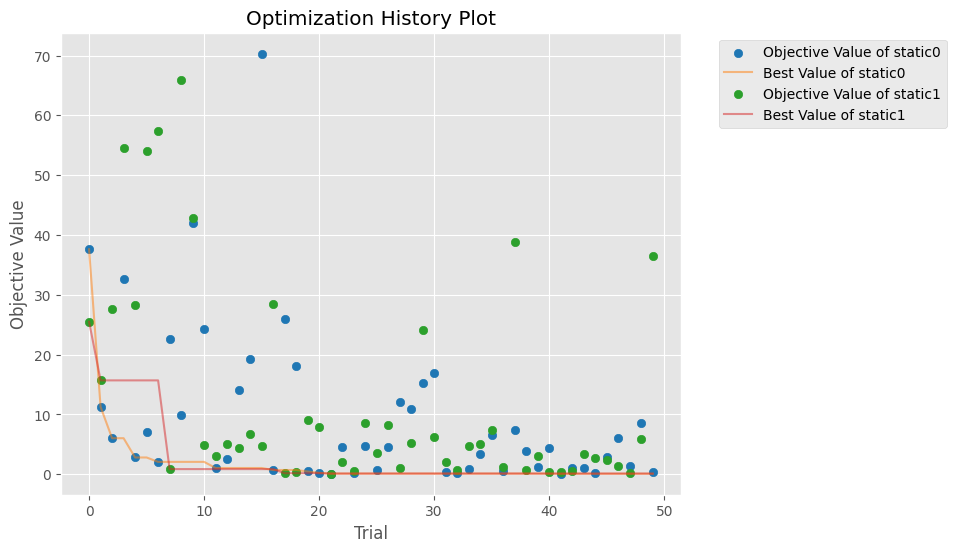 Optimization History Plot
Objective Value of static0
Best Value of static0
Objective Value of static1
Best Value of static1
Objective Value
70
60
50
40
30
20
10
0
0 10 20 30 40 50
Trial